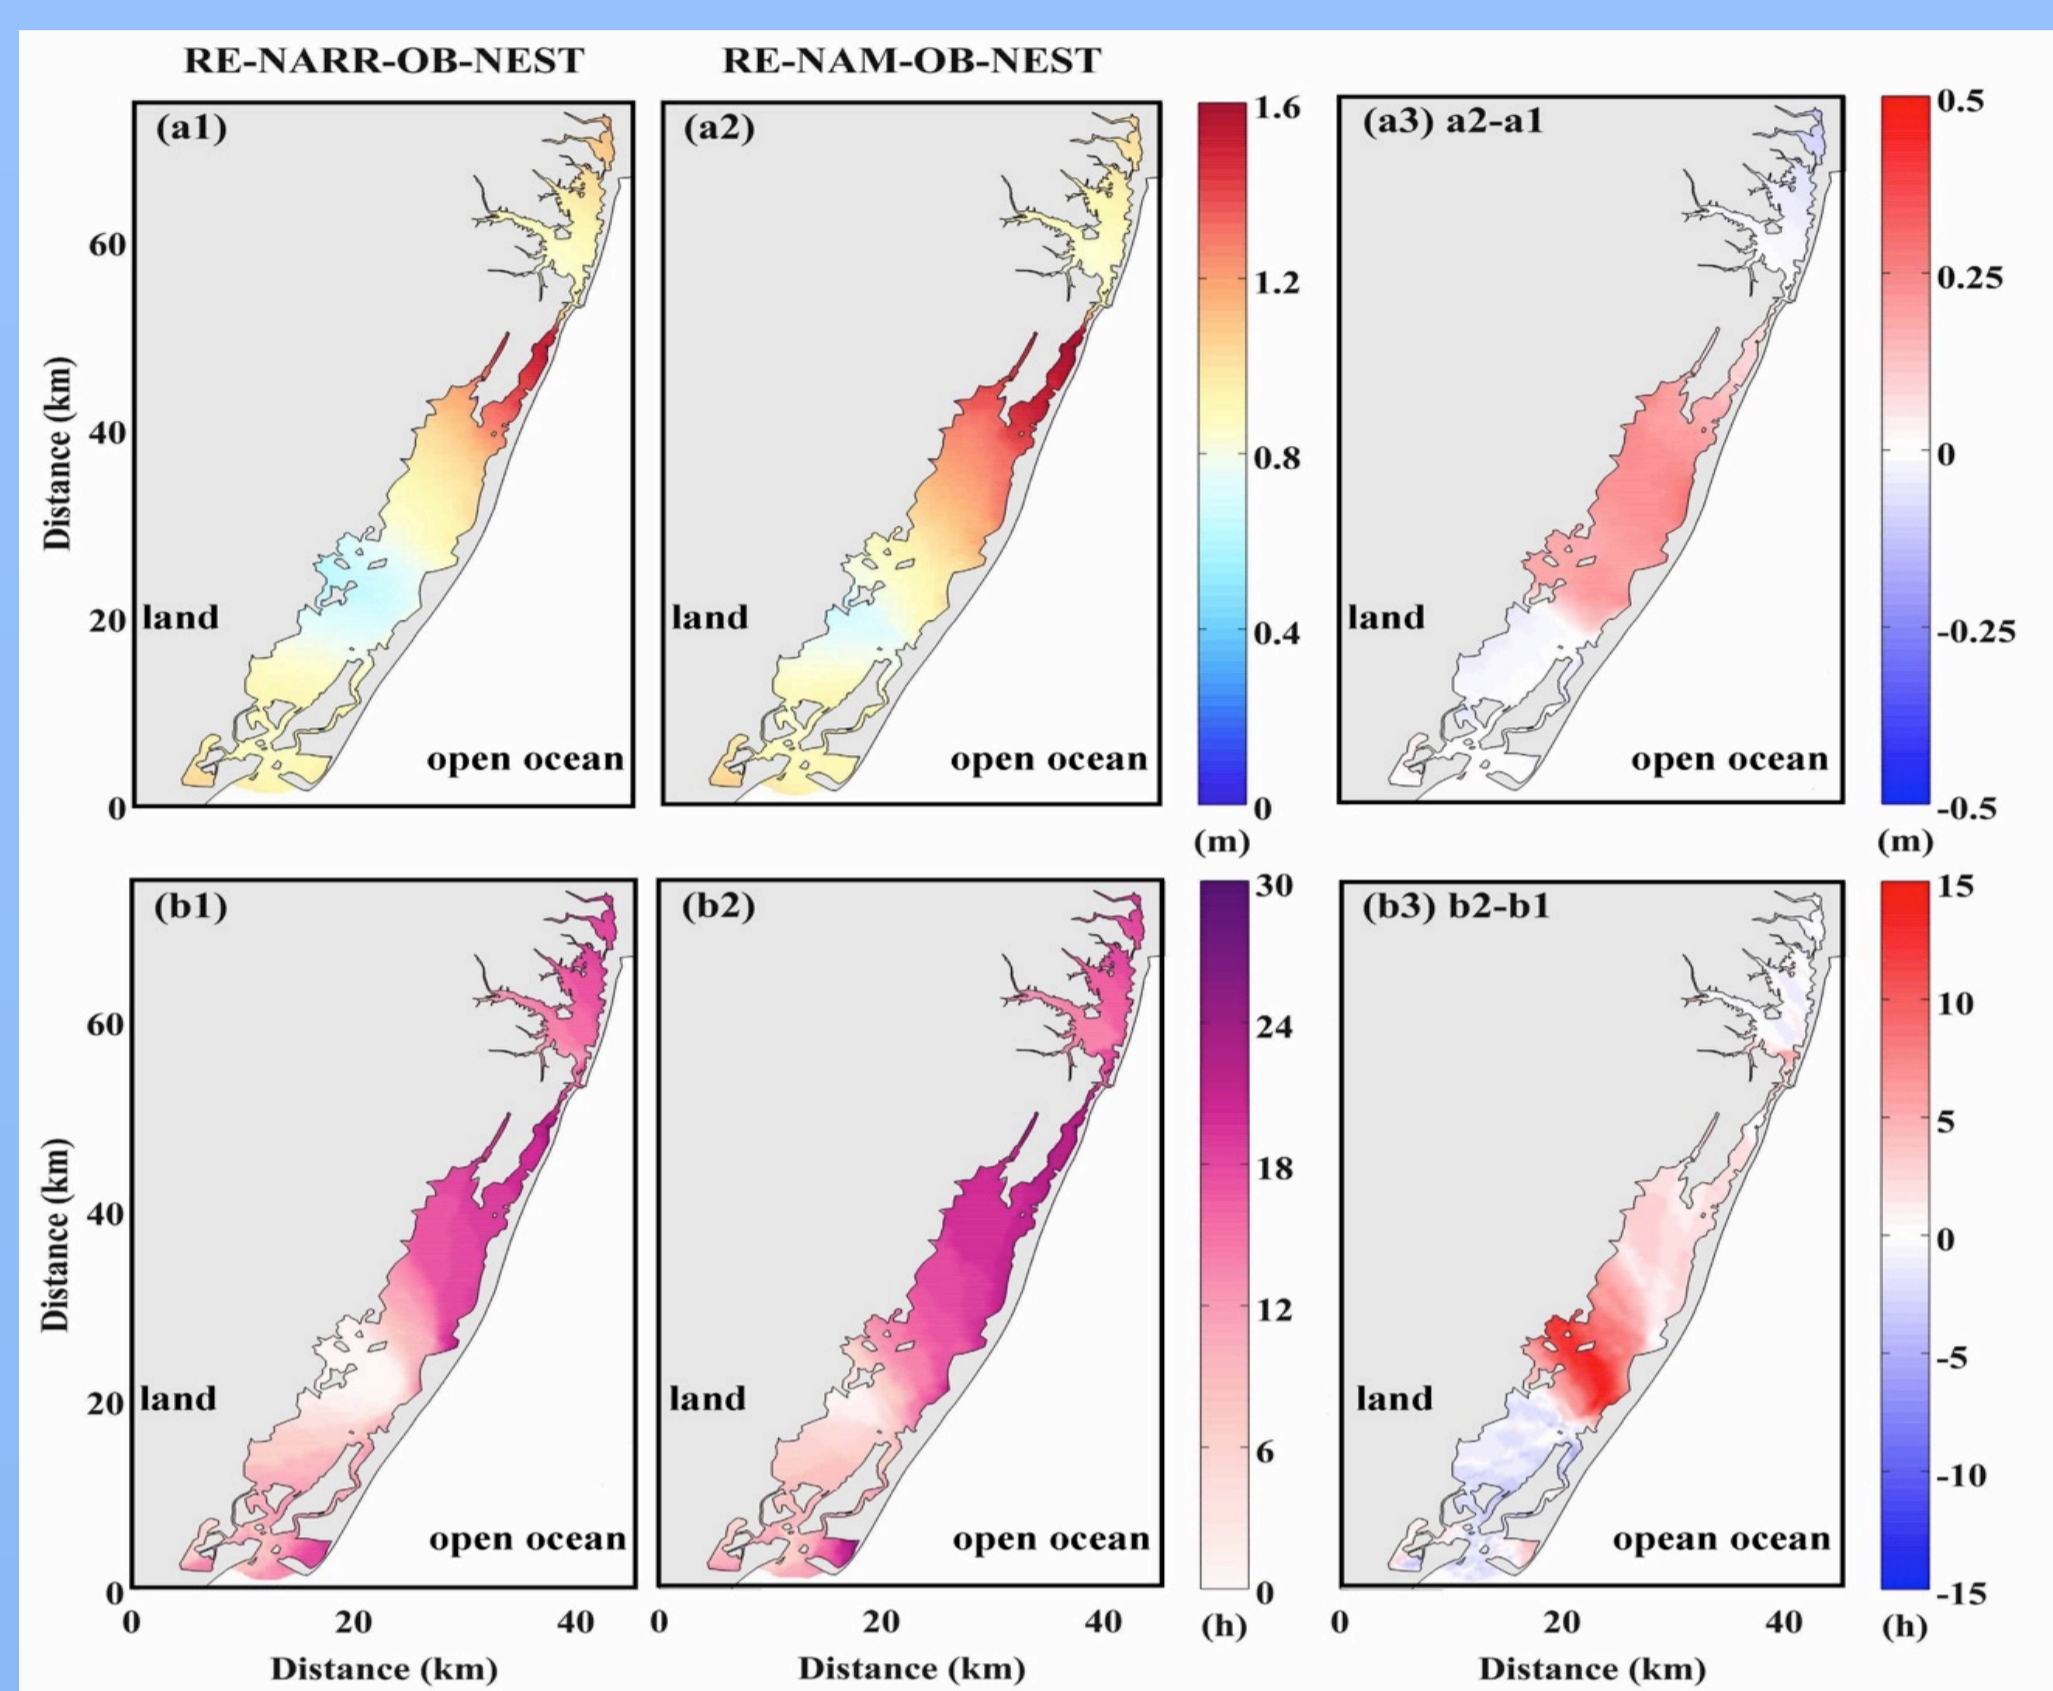 RE-NARR-OB-NEST
RE-NAM-OB-NEST
(a1)
(a2)
(a3) a2-a1
1.6
1.2
0.8
0.4
0
(m)
0.5
0.25
0
-0.25
-0.5
(m)
Distance (km)
60
40
20
0
land
open ocean
land
open ocean
land
open ocean
(b1)
(b2)
(b3) b2-b1
30
24
18
12
6
0
(h)
15
10
5
0
-5
-10
-15
(h)
Distance (km)
60
40
20
0
land
open ocean
land
open ocean
land
opean ocean
0 20 40
0 20 40
0 20 40
Distance (km)
Distance (km)
Distance (km)